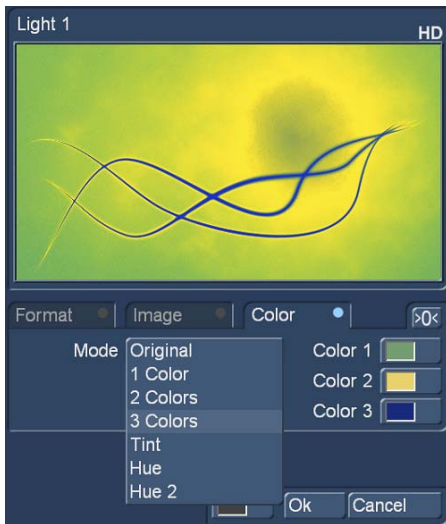 Light 1
HD
Format Image Color >0<
Mode Original Color 1
1 Color
2 Colors Color 2
3 Colors Color 3
Tint
Hue
Hue 2
Ok Cancel